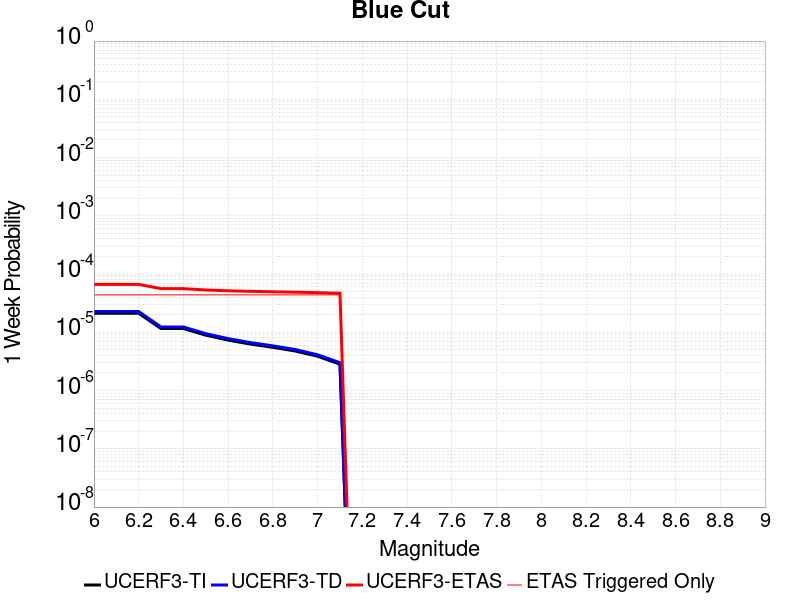 Blue Cut
10^0
10^-1
10^-2
10^-3
10^-4
10^-5
10^-6
10^-7
10^-8
1 Week Probability
6 6.2 6.4 6.6 6.8 7 7.2 7.4 7.6 7.8 8 8.2 8.4 8.6 8.8 9
Magnitude
UCERF3-TI UCERF3-TD UCERF3-ETAS ETAS Triggered Only